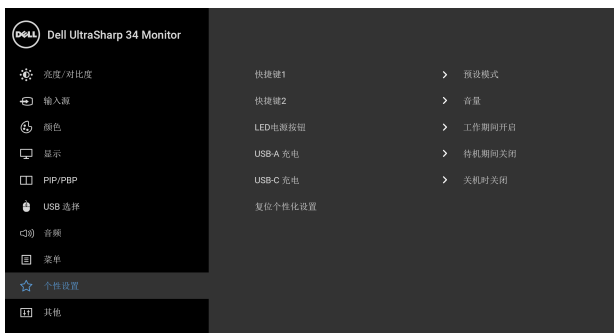 DELL Dell UltraSharp 34 Monitor
亮度/对比度 快捷键1 > 预设模式
输入源 快捷键2 > 音量
颜色 LED电源按钮 > 工作期间开启
显示 USB-A 充电 > 待机期间关闭
PIP/PBP USB-C 充电 > 关机时关闭
USB 选择 复位个性化设置
音频
菜单
个性设置
其他